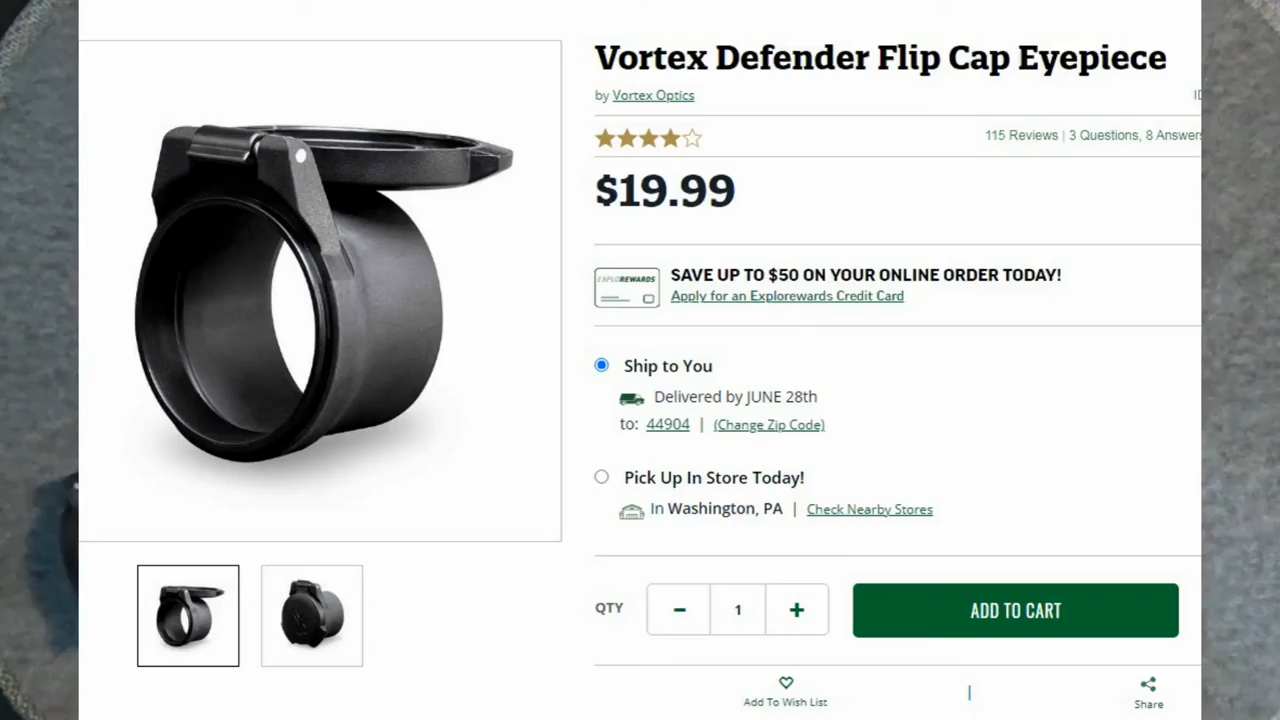 Vortex Defender Flip Cap Eyepiece
by Vortex Optics
115 Reviews | 3 Questions, 8 Answers
$19.99
EXPLOREWARDS
SAVE UP TO $50 ON YOUR ONLINE ORDER TODAY!
Apply for an Explorewards Credit Card
Ship to You
Delivered by JUNE 28th
to: 44904 | (Change Zip Code)
Pick Up In Store Today!
In Washington, PA | Check Nearby Stores
QTY
- 1 +
ADD TO CART
Add To Wish List
Share